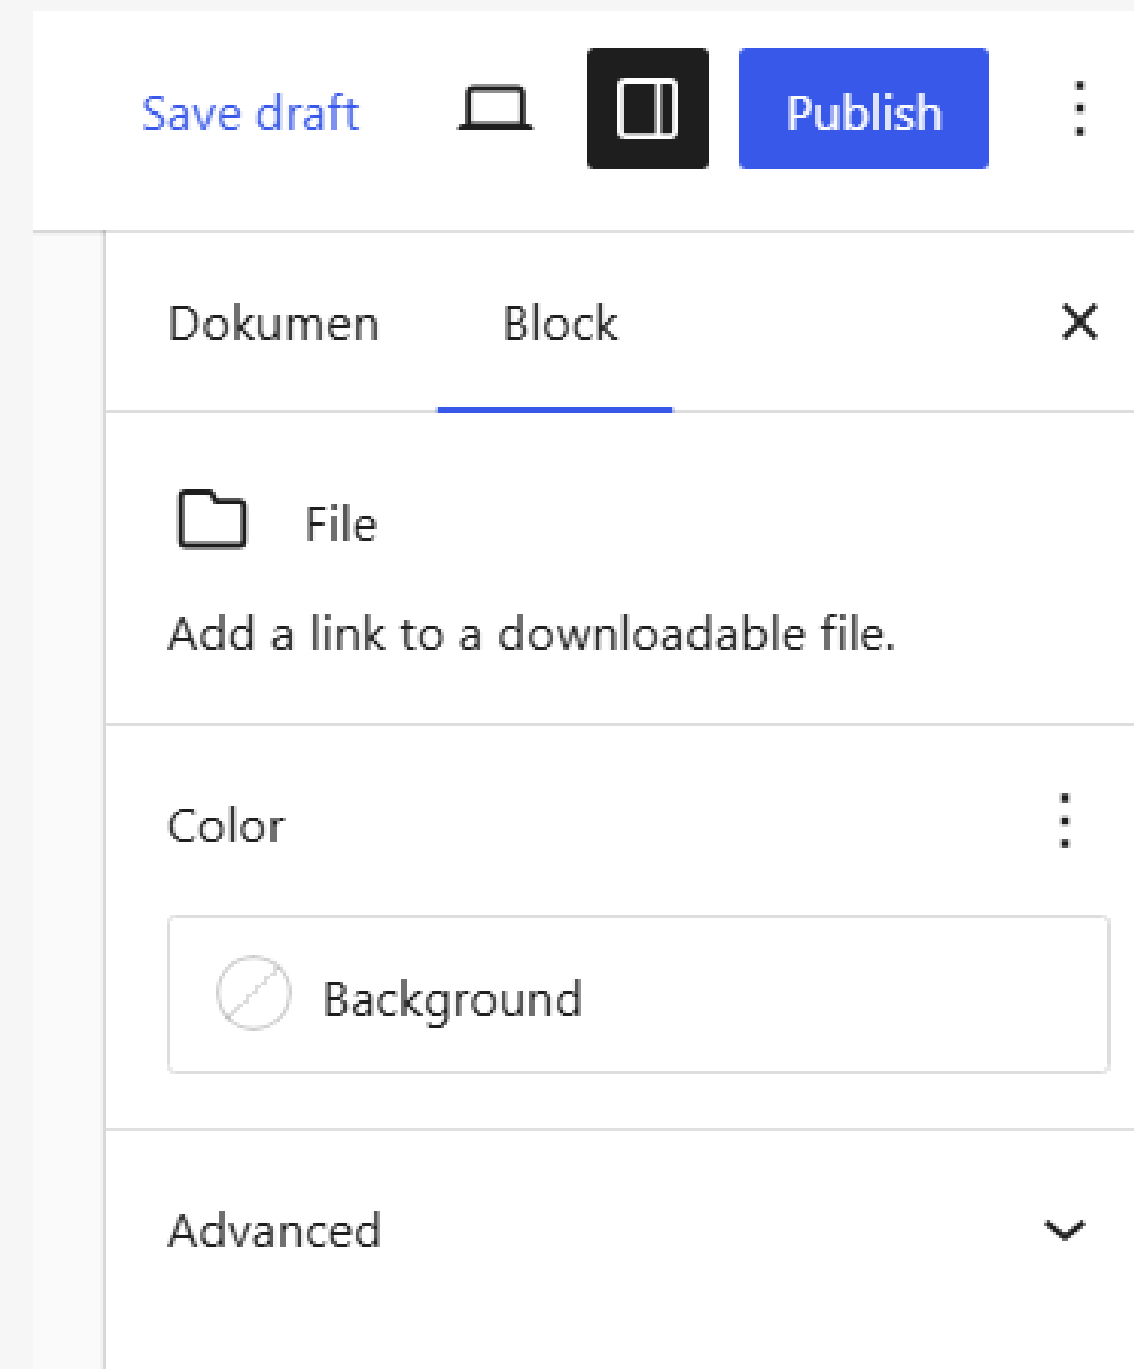 Save draft
Publish
Dokumen
Block
File
Add a link to a downloadable file.
Color
Background
Advanced